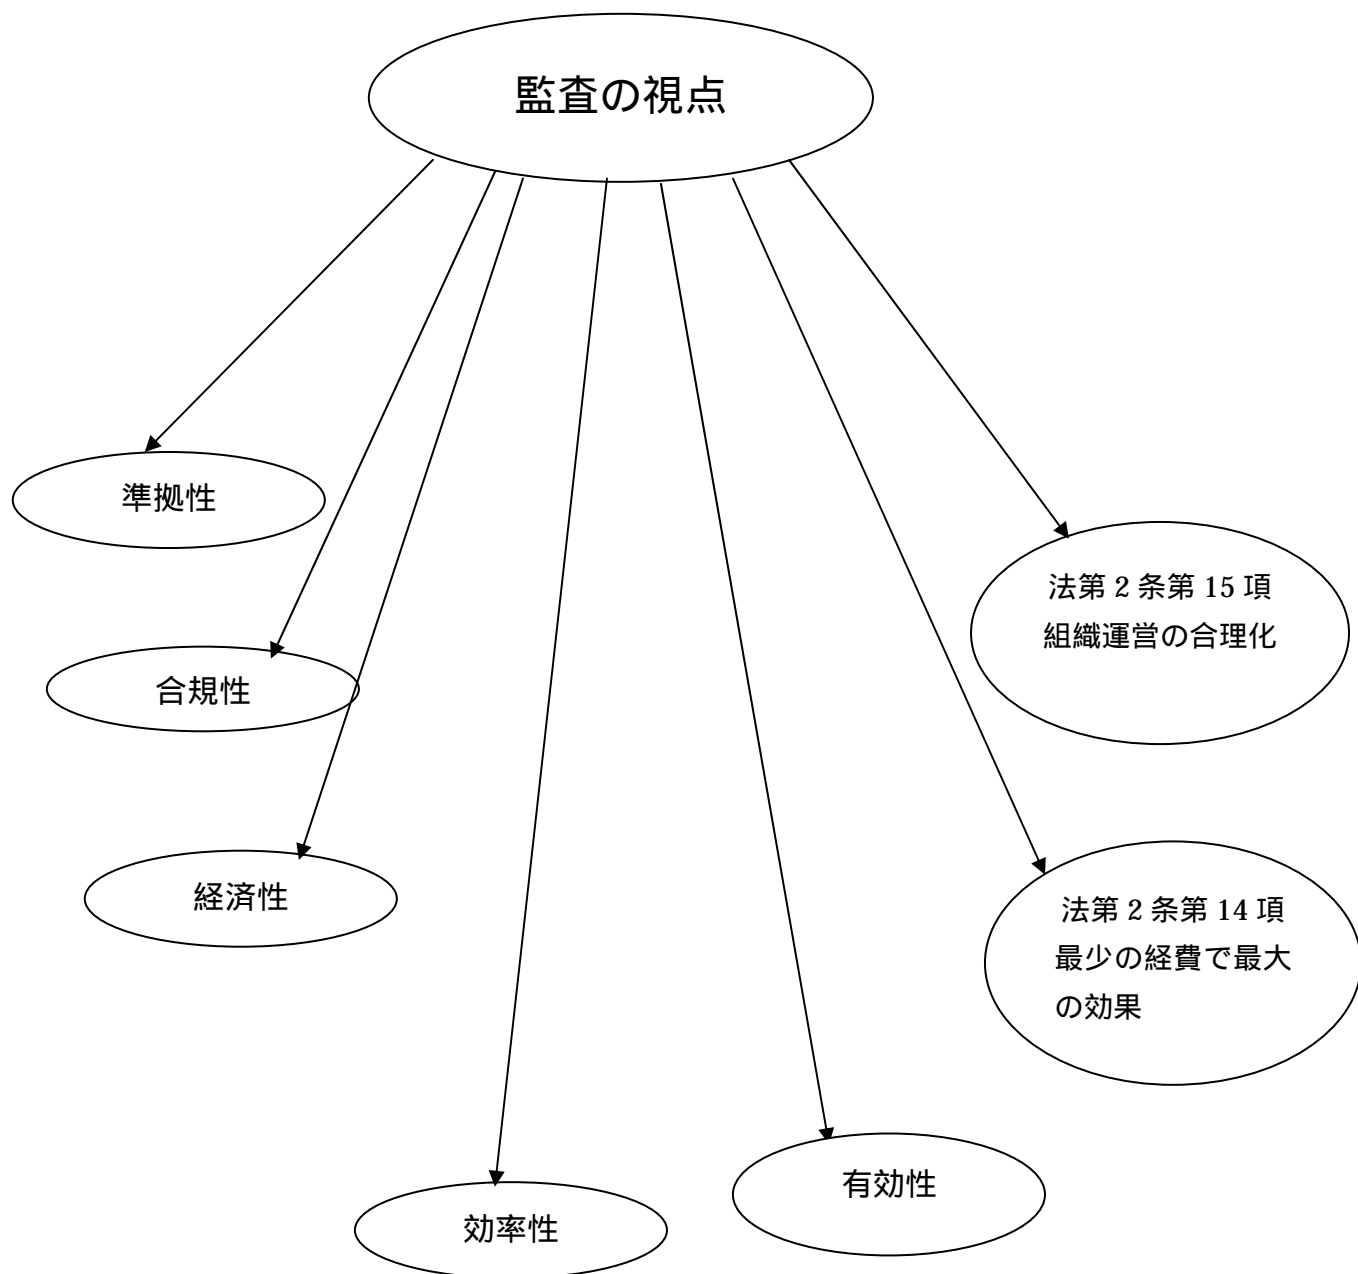 監査の視点
準拠性
合規性
経済性
効率性
有効性
法第 2 条第 15 項
組織運営の合理化
法第 2 条第 14 項
最少の経費で最大
の効果